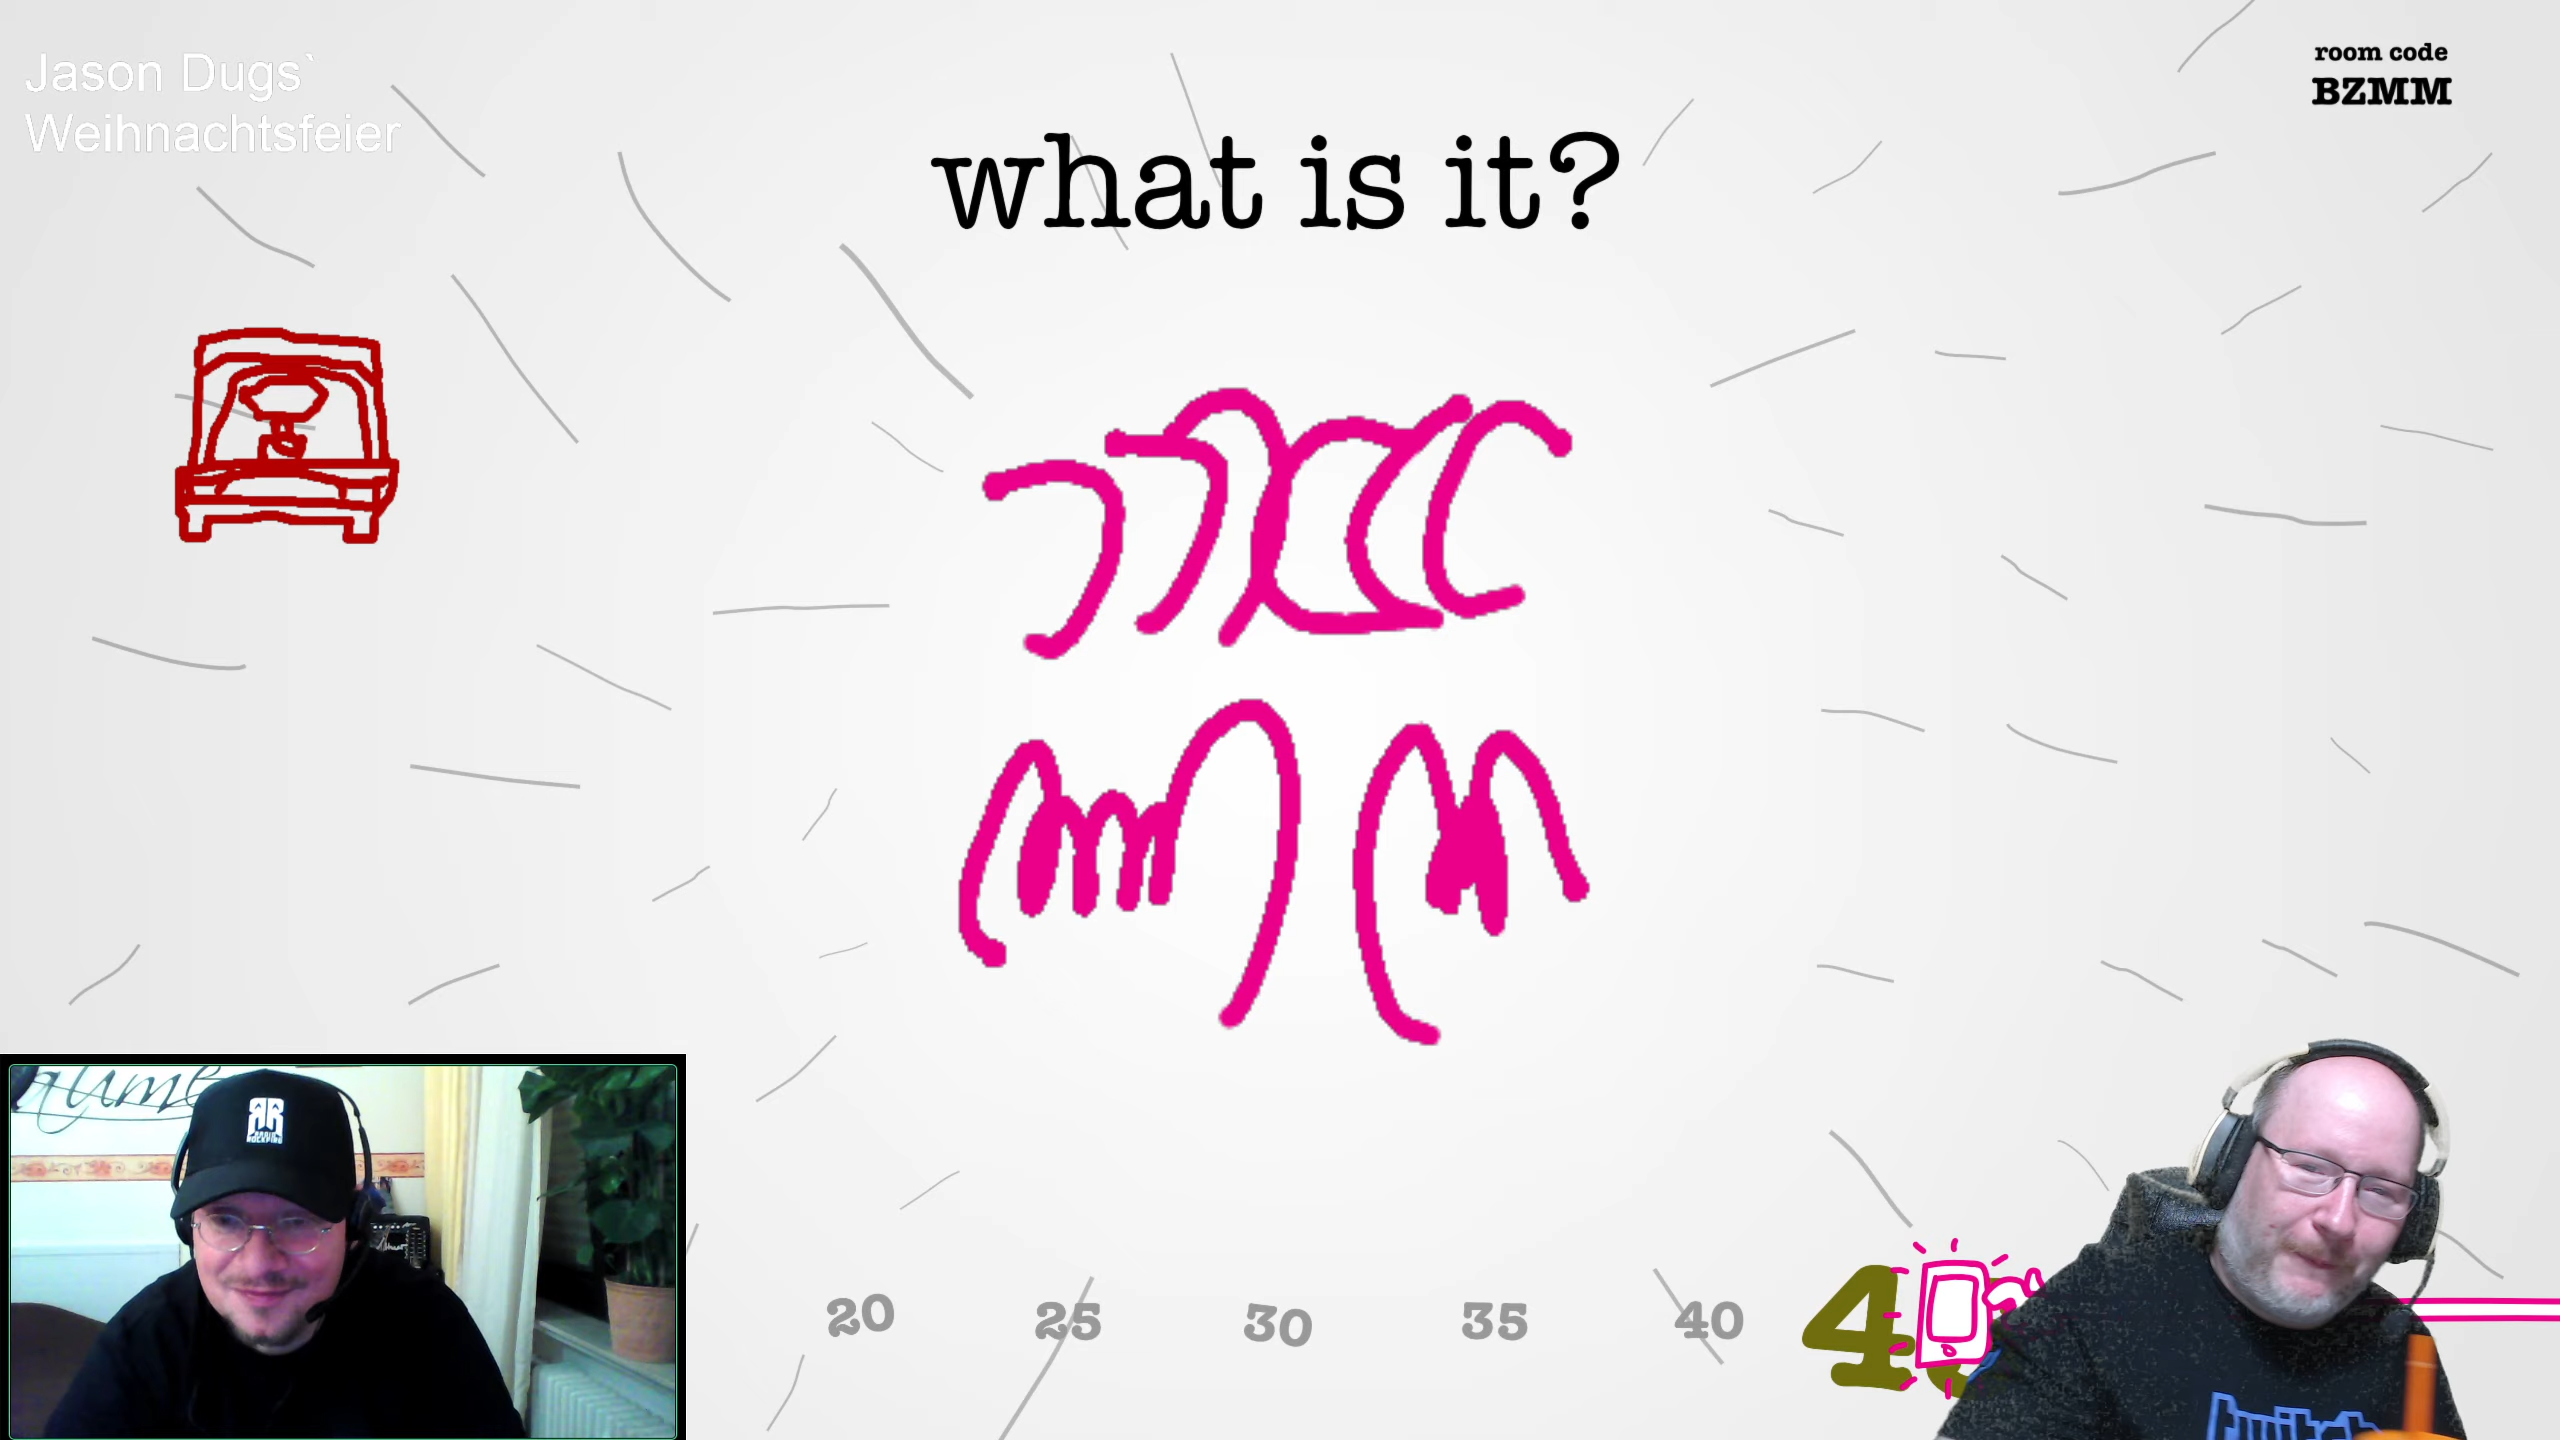 Jason Dugs`
Weihnachtsfeier
room code
BZMM
what is it?
20 25 30 35 40